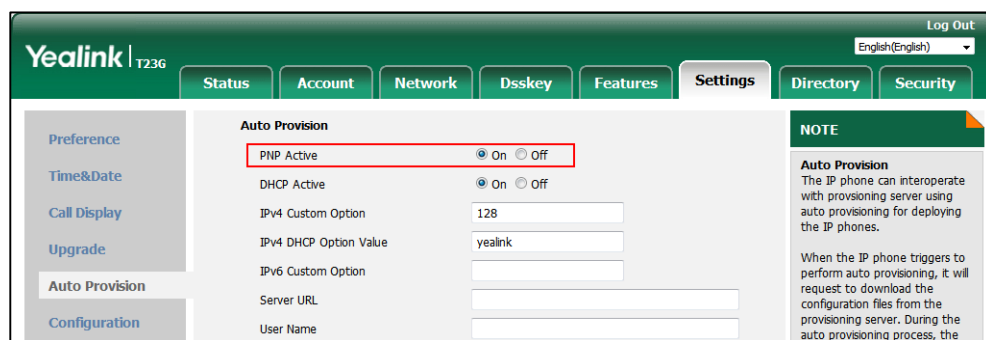 Log Out
Yealink T23G
English(English)
Status Account Network Dsskey Features Settings Directory Security
Preference
Time&Date
Call Display
Upgrade
Auto Provision
Configuration
Auto Provision
PNP Active On Off
DHCP Active On Off
IPv4 Custom Option 128
IPv4 DHCP Option Value yealink
IPv6 Custom Option
Server URL
User Name
NOTE
Auto Provision
The IP phone can interoperate
with provsioning server using
auto provisioning for deploying
the IP phones.
When the IP phone triggers to
perform auto provisioning, it will
request to download the
configuration files from the
provisioning server. During the
auto provisioning process, the